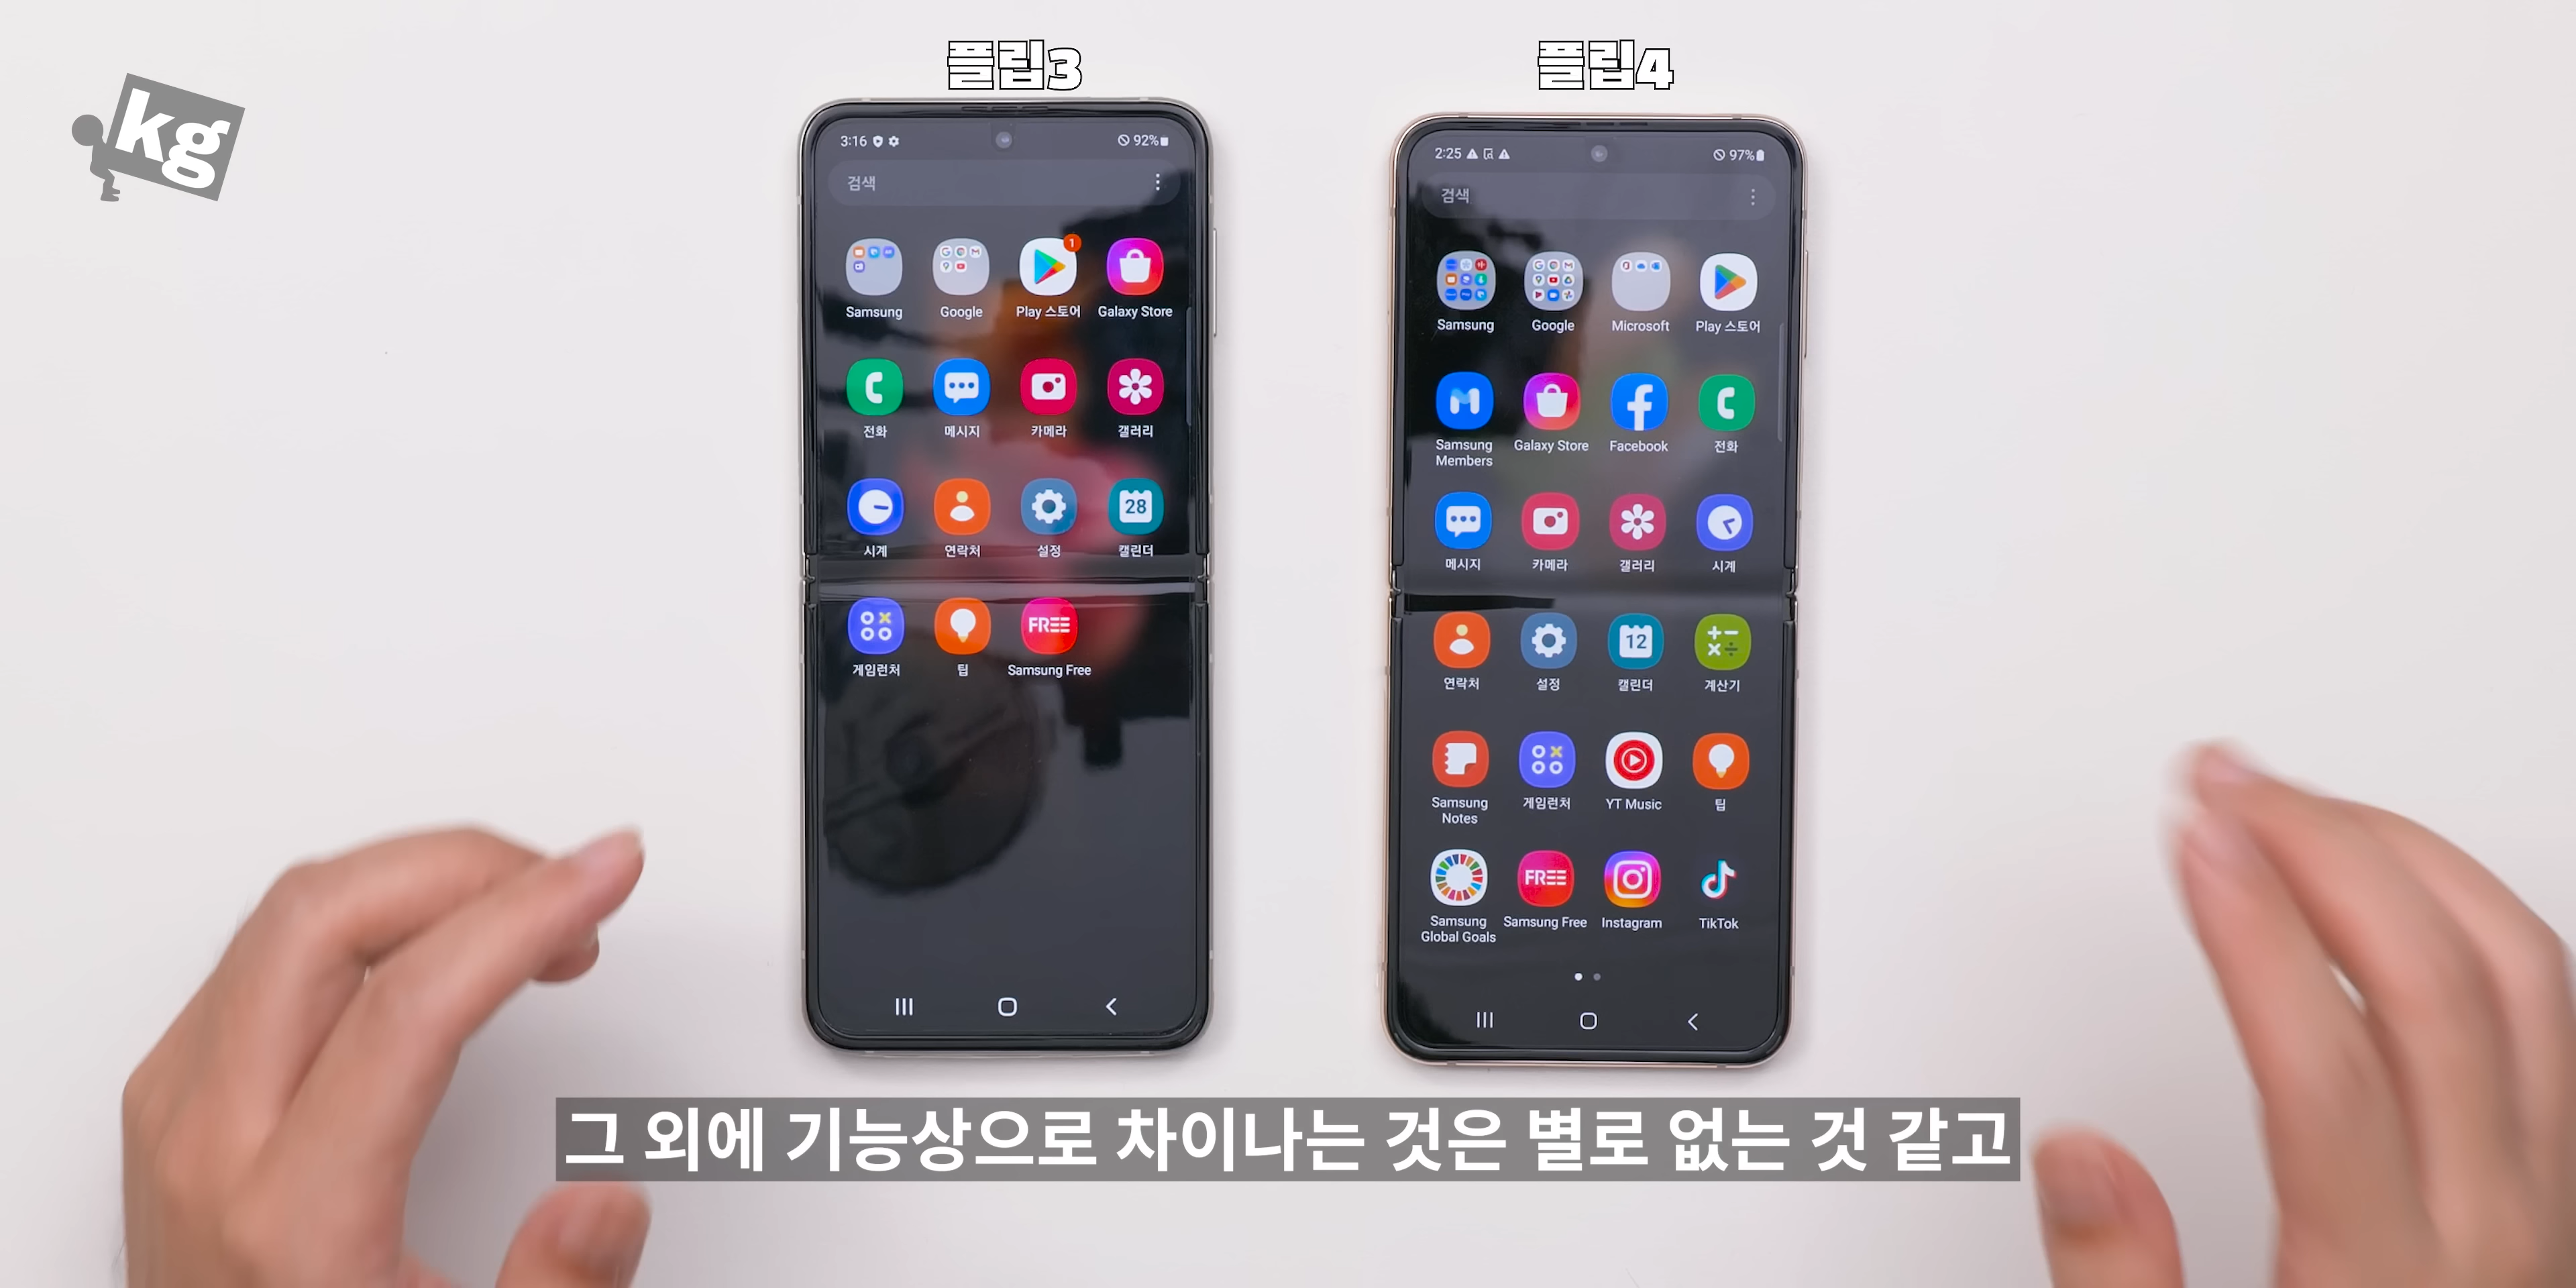 플립3
플립4
kg
3:16
92%
검색
Samsung
Google
Play 스토어
1
Galaxy Store
전화
메시지
카메라
갤러리
28
시계
연락처
설정
캘린더
FREE
게임런처
팁
Samsung Free
2:25
97%
검색
Samsung
Google
Microsoft
Play 스토어
Samsung
Members
Galaxy Store
Facebook
전화
메시지
카메라
갤러리
시계
12
연락처
설정
캘린더
계산기
Samsung
Notes
게임런처
YT Music
팁
FREE
Samsung
Global Goals
Samsung Free
Instagram
TikTok
그 외에 기능상으로 차이나는 것은 별로 없는 것 같고